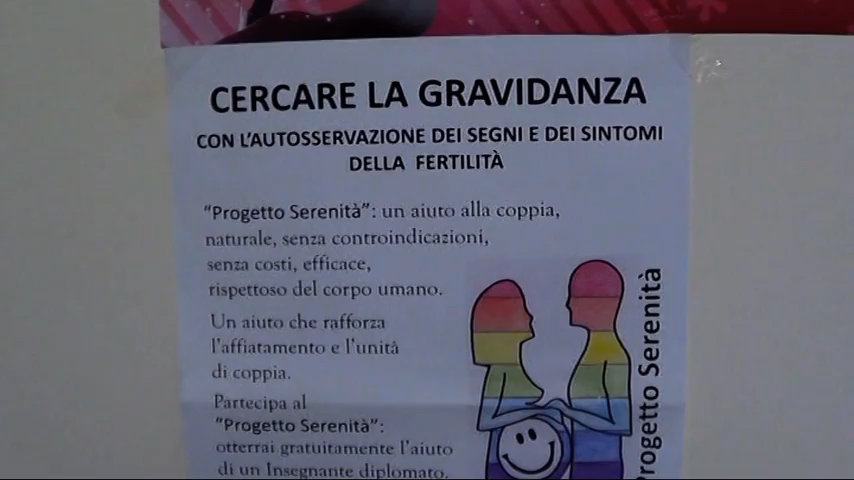 CERCARE LA GRAVIDANZA
CON L'AUTOSSERVAZIONE DEI SEGNI E DEI SINTOMI
DELLA FERTILITÀ
"Progetto Serenità": un aiuto alla coppia,
naturale, senza controindicazioni,
senza costi, efficace,
rispettoso del corpo umano.
Un aiuto che rafforza
l'affiatamento e l'unità
di coppia.
Partecipa al
"Progetto Serenità":
otterrai gratuitamente l'aiuto
di un Insegnante diplomato.
Progetto Serenità